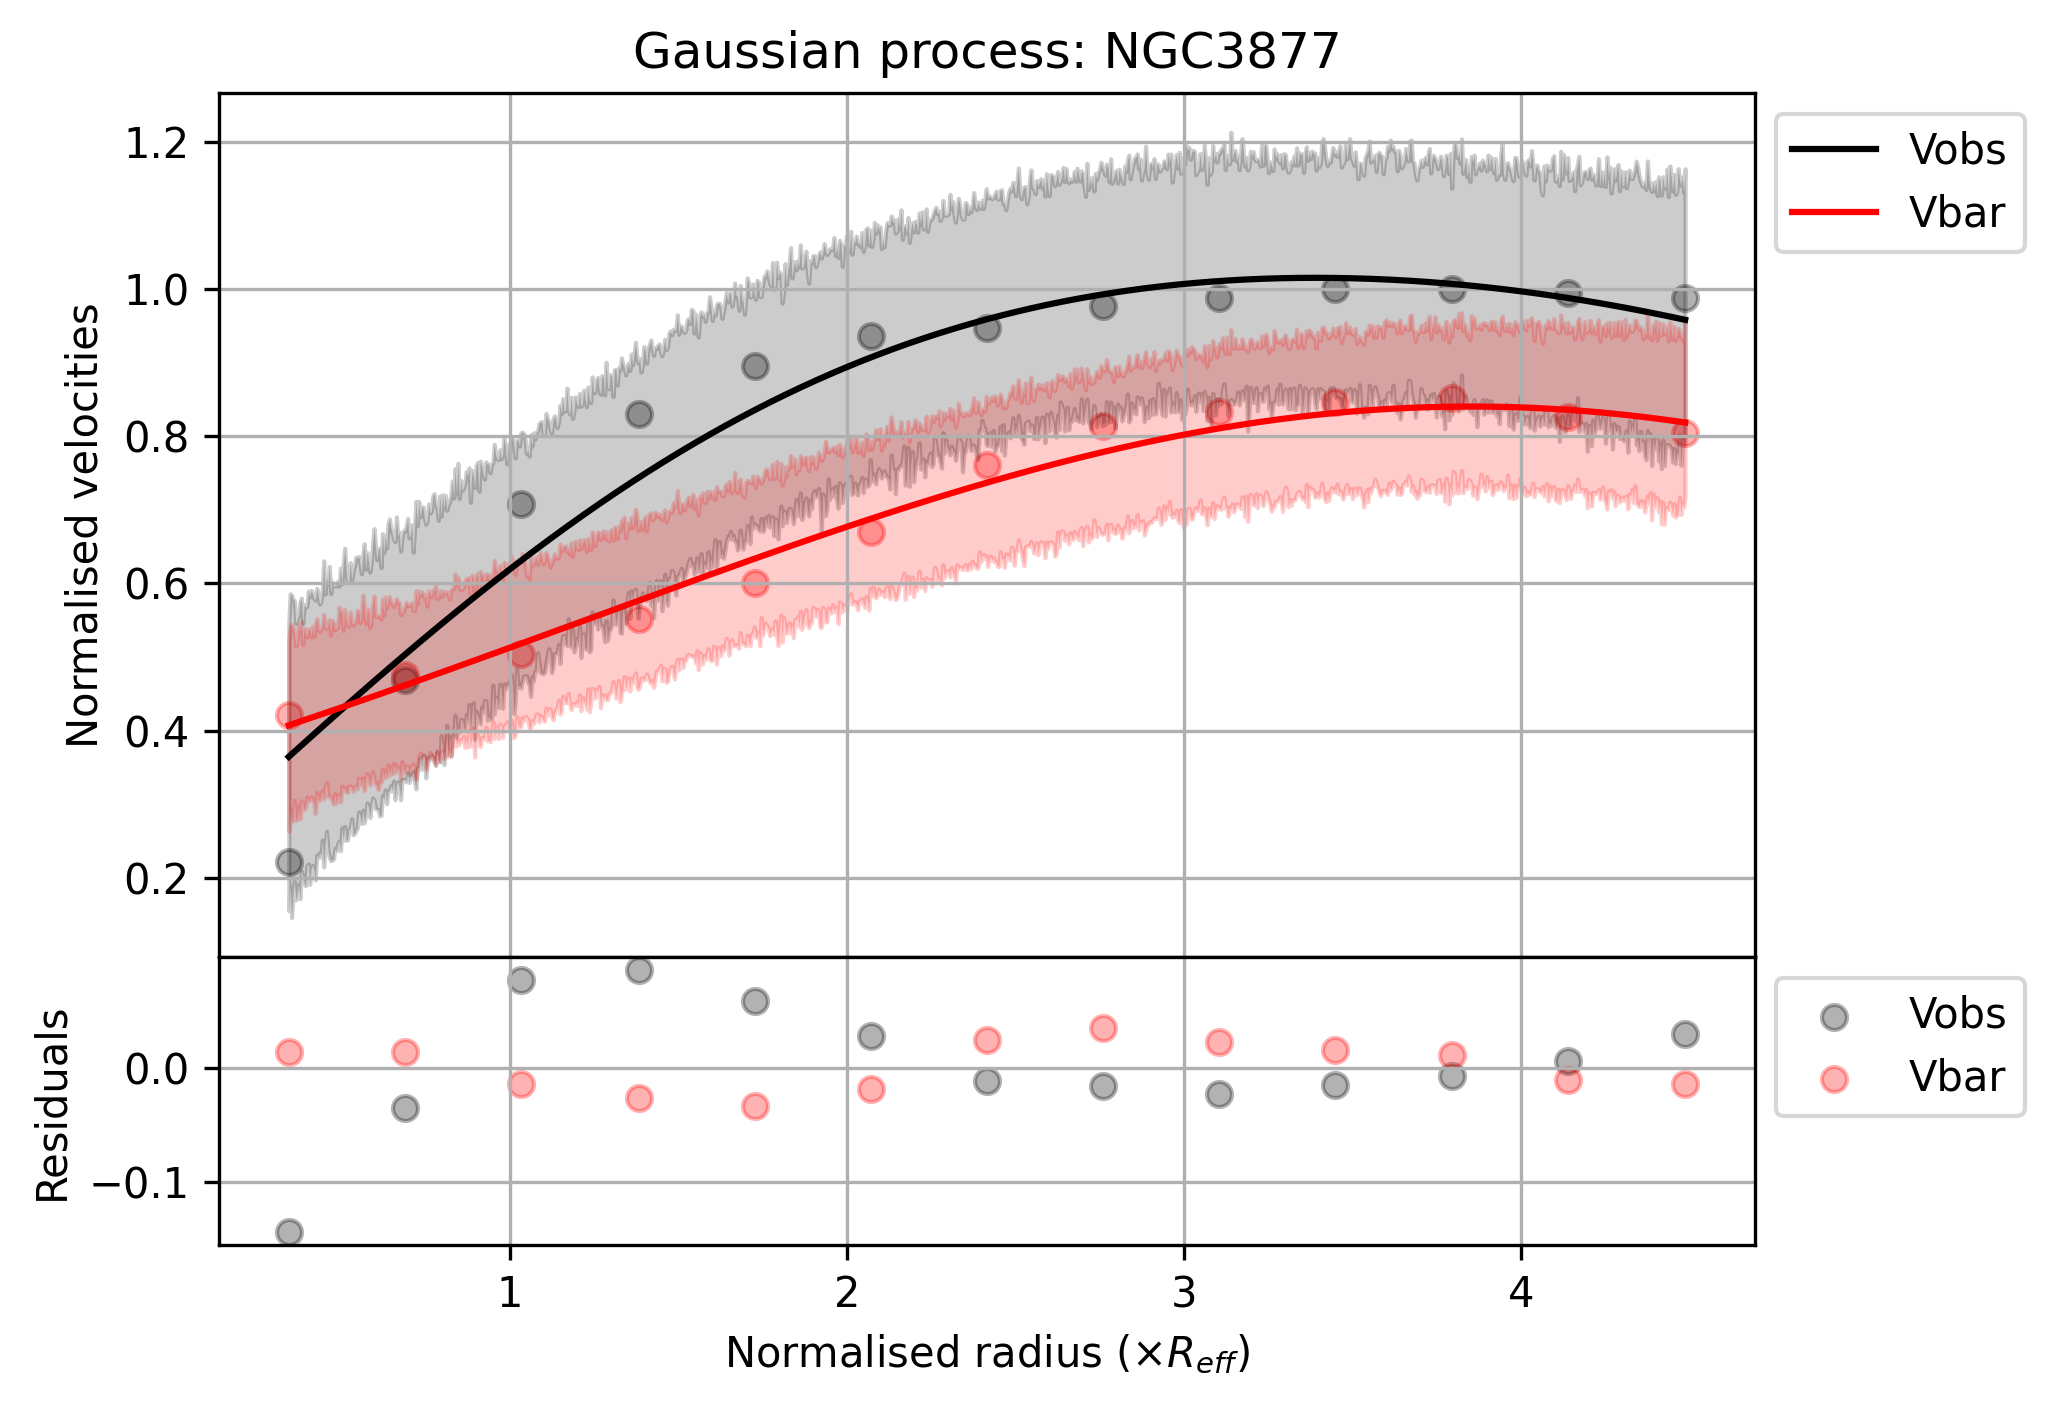 Gaussian process: NGC3877
Normalised velocities
1.2
1.0
0.8
0.6
0.4
0.2
Vobs
Vbar
Residuals
0.0
−0.1
Vobs
Vbar
1 2 3 4
Normalised radius (×R_eff)